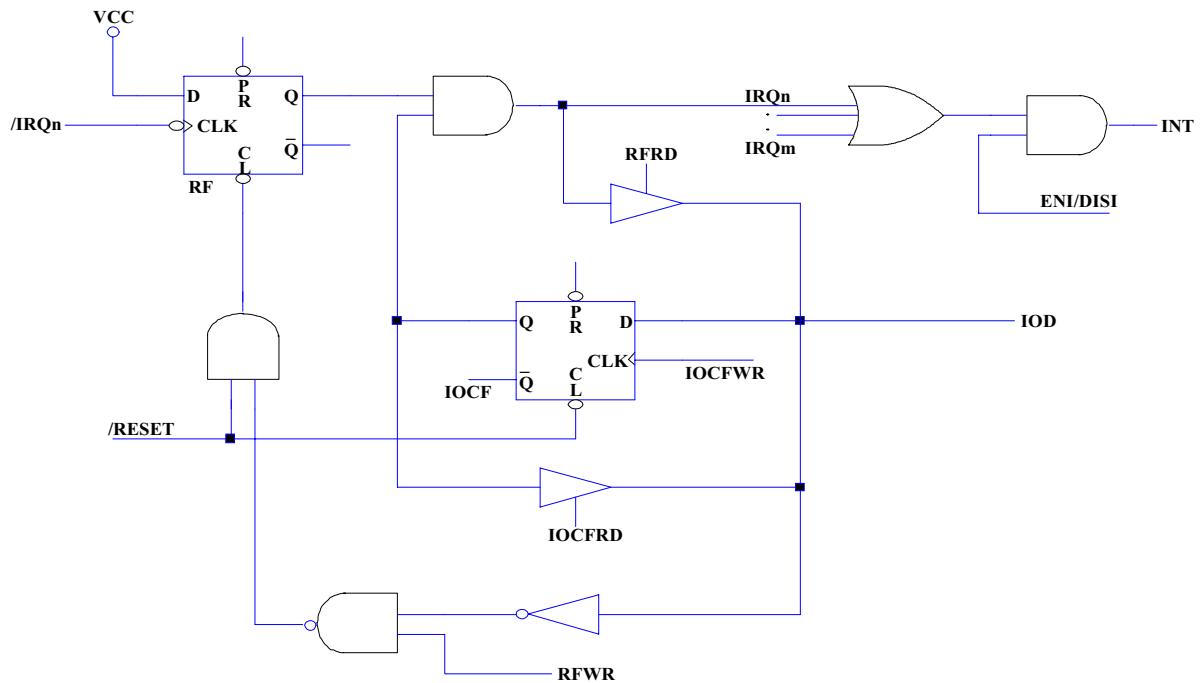 VCC
P
R
D
Q
/IRQn
CLK
C
L
Q
RF
IRQn
IRQm
RFRD
INT
ENI/DISI
P
R
Q
D
IOD
CLK
C
L
Q
IOCF
IOCFWR
/RESET
IOCFRD
RFWR